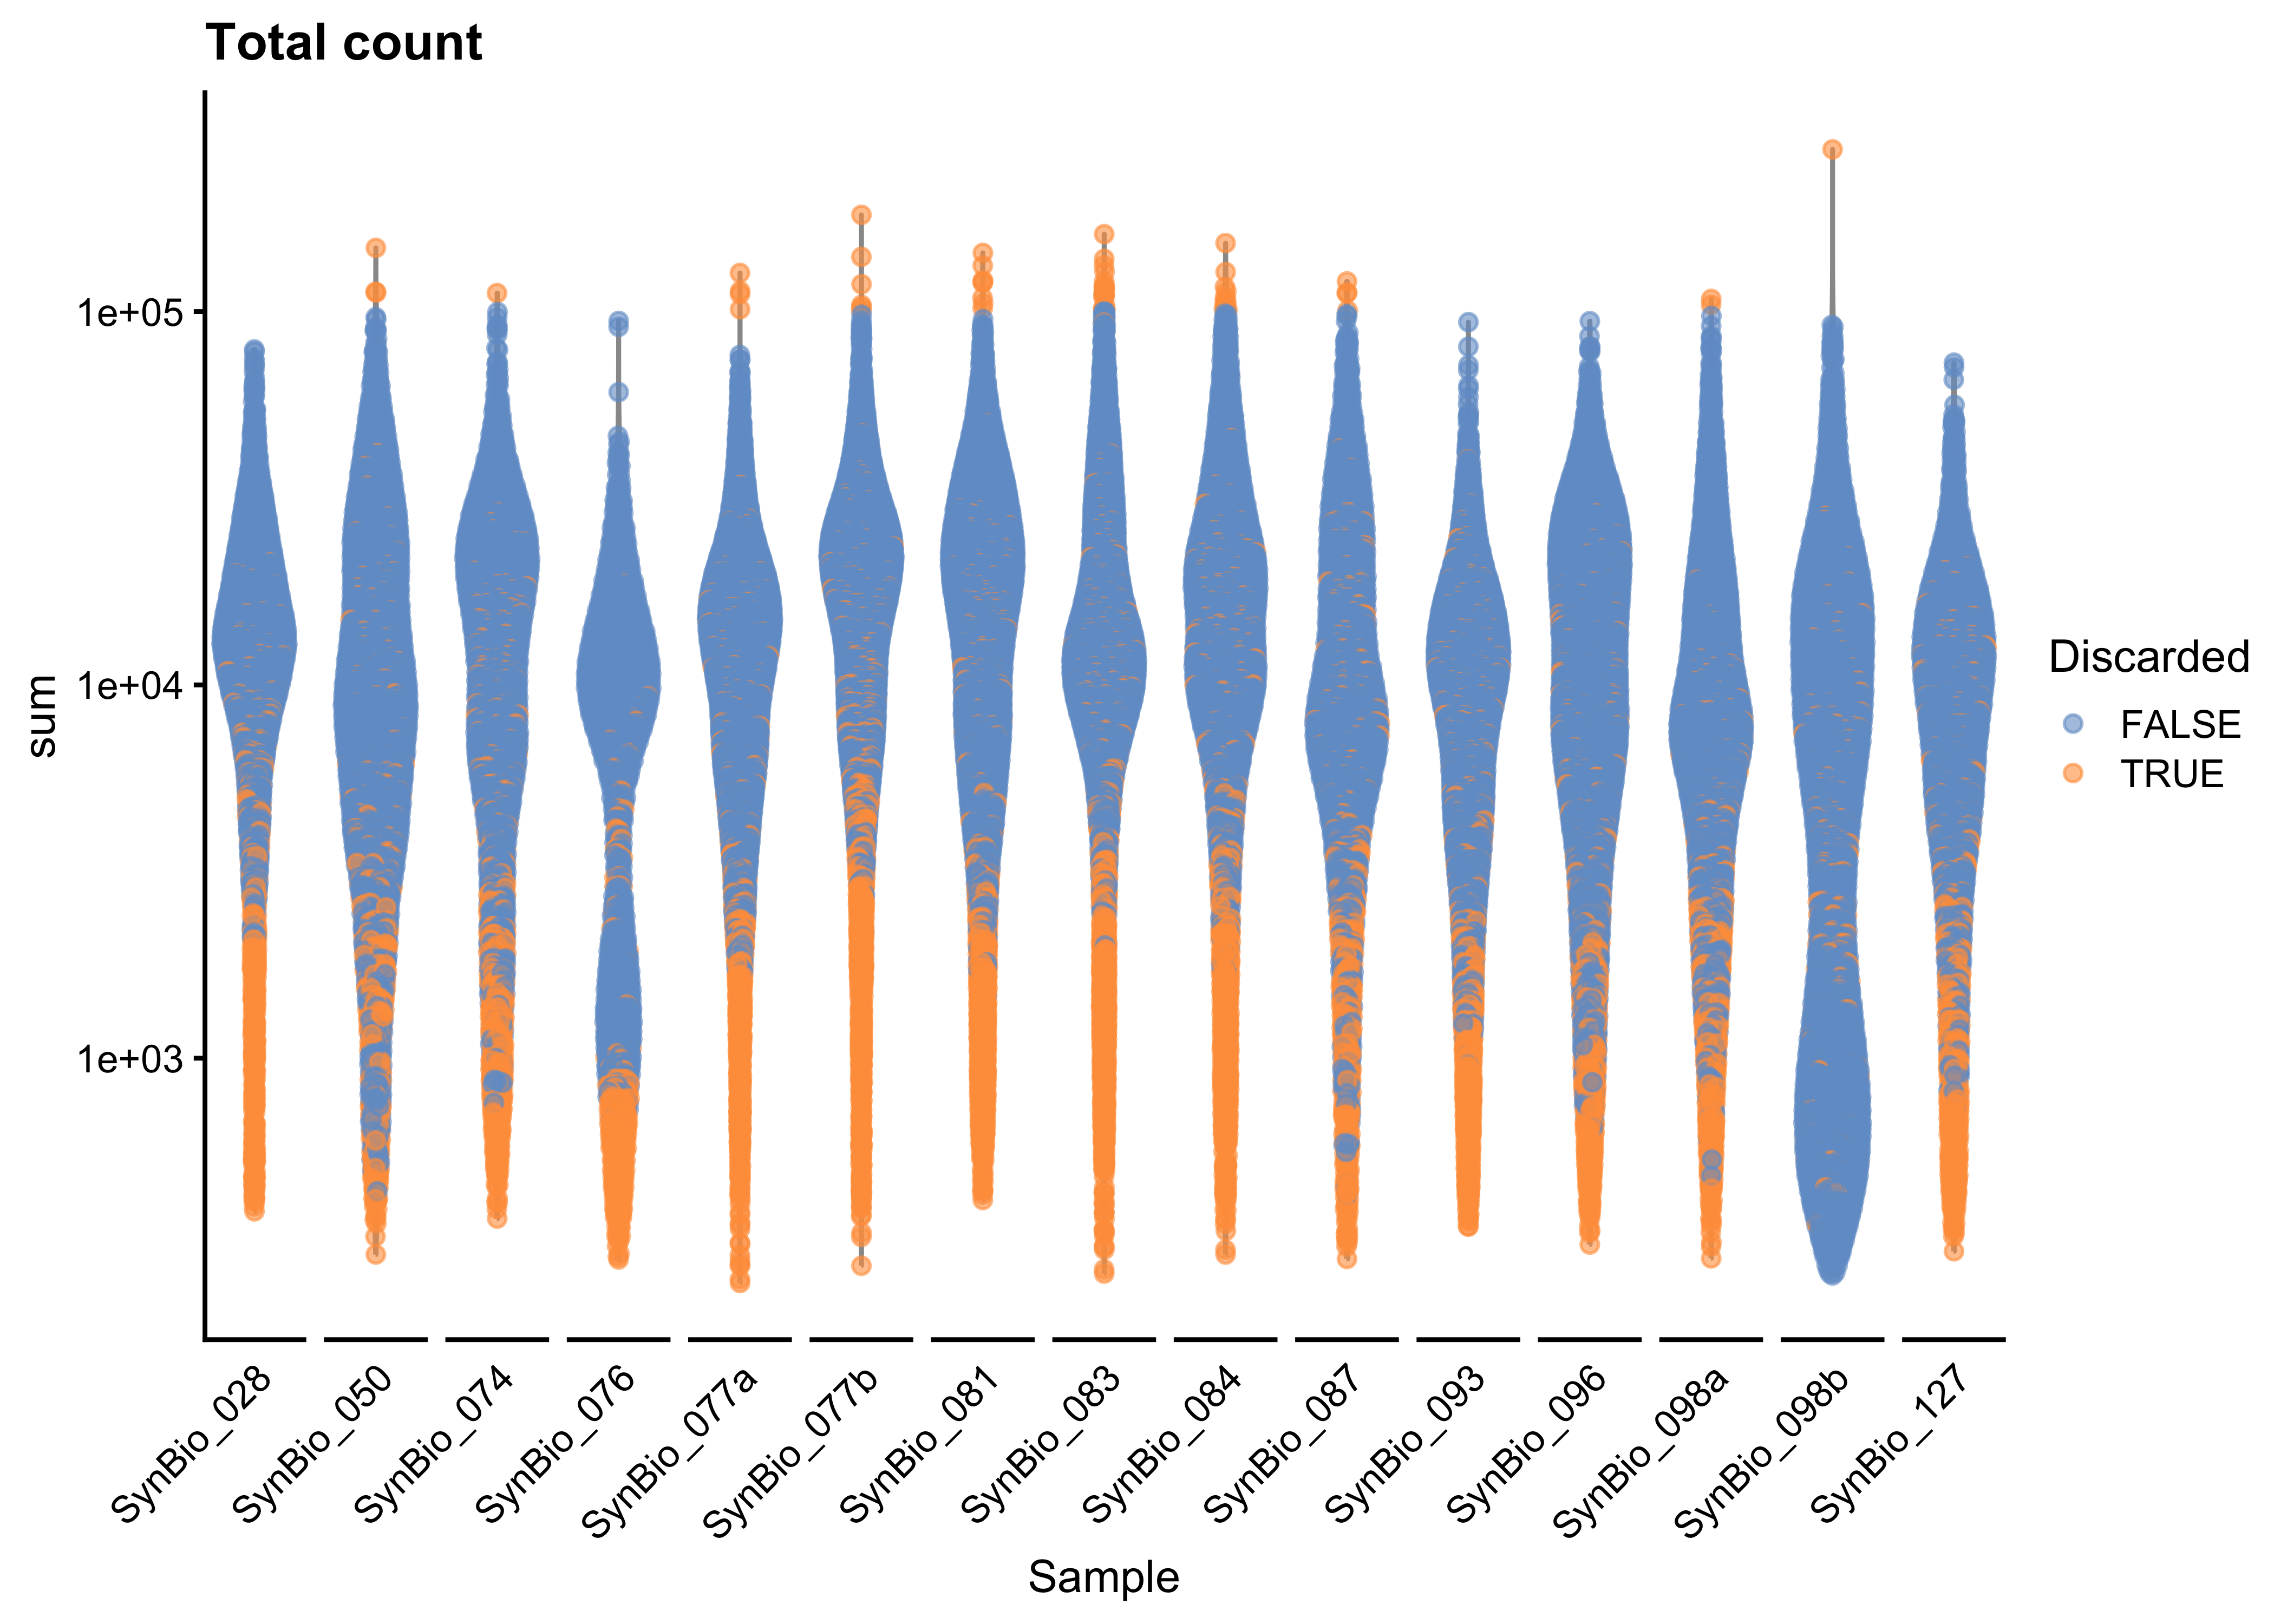 Total count
1e+05
1e+04
1e+03
sum
SynBio_028
SynBio_050
SynBio_074
SynBio_076
SynBio_077a
SynBio_077b
SynBio_081
SynBio_083
SynBio_084
SynBio_087
SynBio_093
SynBio_096
SynBio_098a
SynBio_098b
SynBio_127
Sample
Discarded
FALSE
TRUE